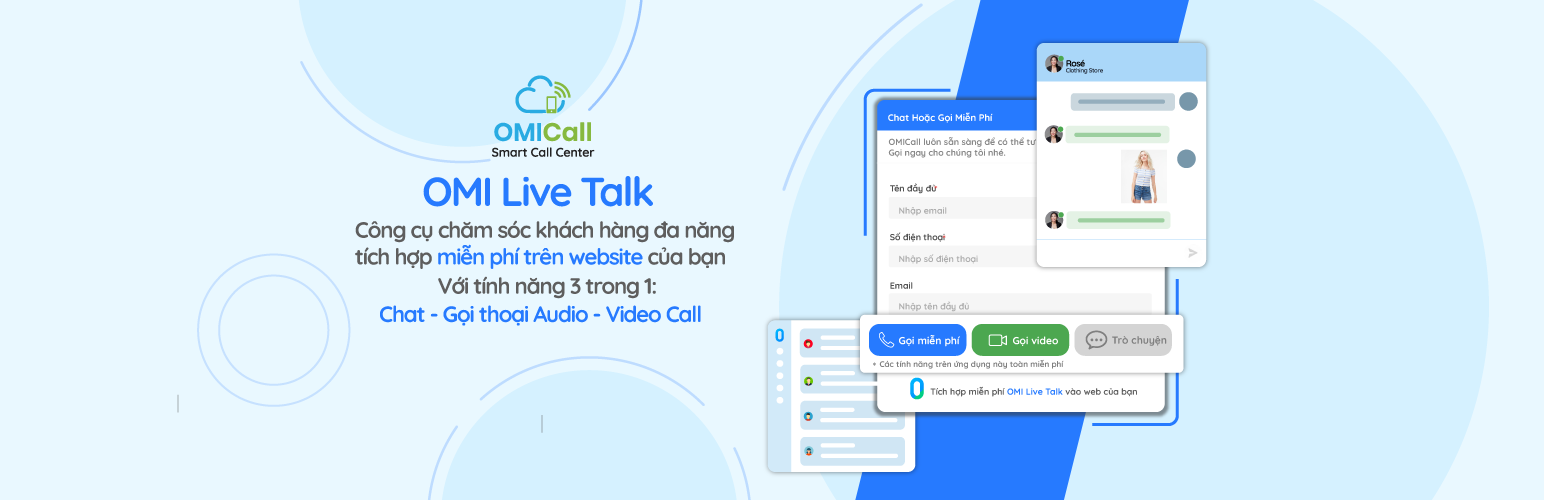 OMICall
Smart Call Center
OMI Live Talk
Công cụ chăm sóc khách hàng đa năng
tích hợp miễn phí trên website của bạn
Với tính năng 3 trong 1:
Chat - Gọi thoại Audio - Video Call
Rosé
Clothing Store
Chat Hoặc Gọi Miễn Phí
OMICall luôn sẵn sàng để có thể tư
Gọi ngay cho chúng tôi nhé.
Tên đầy đủ
Nhập email
Số điện thoại
Nhập số điện thoại
Email
Nhập tên đầy đủ
Gọi miễn phí
Gọi video
Trò chuyện
* Các tính năng trên ứng dụng này toàn miễn phí
Tích hợp miễn phí OMI Live Talk vào web của bạn